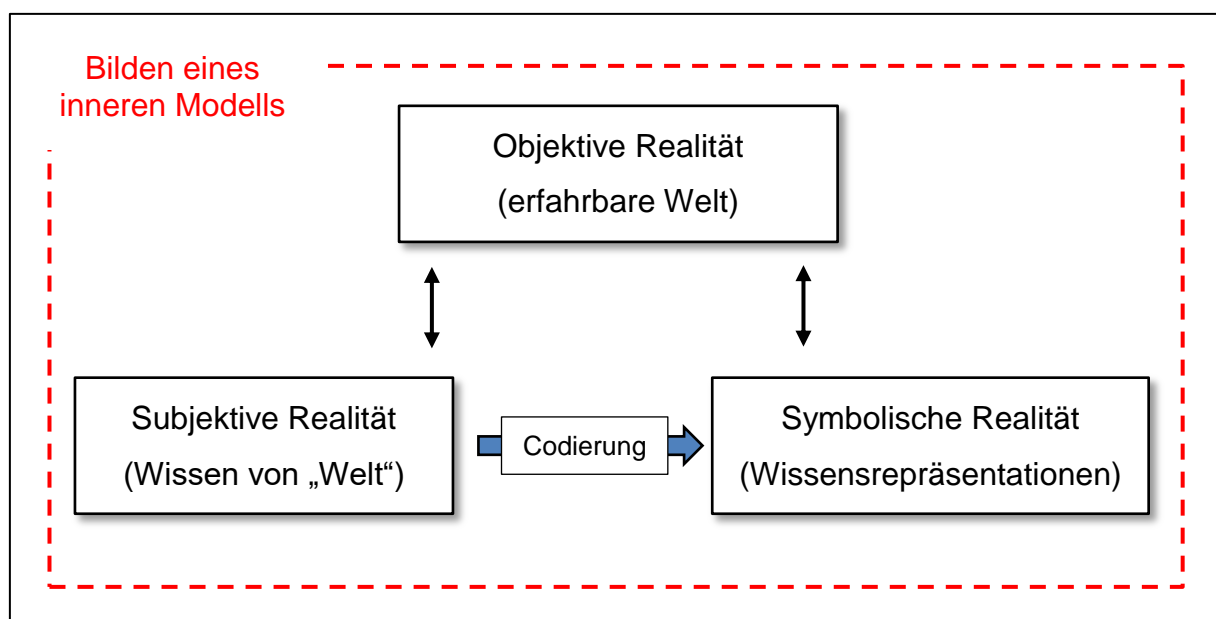 Bilden eines
inneren Modells
Objektive Realität
(erfahrbare Welt)
Subjektive Realität
(Wissen von „Welt“)
Codierung
Symbolische Realität
(Wissensrepräsentationen)